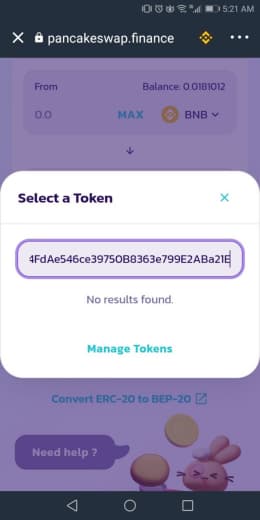 5:21 AM
pancakeswap.finance
From
Balance: 0.0181012
0.0
MAX
BNB
Select a Token
4FdAe546ce39750B8363e799E2ABa21E
No results found.
Manage Tokens
Convert ERC-20 to BEP-20
Need help ?